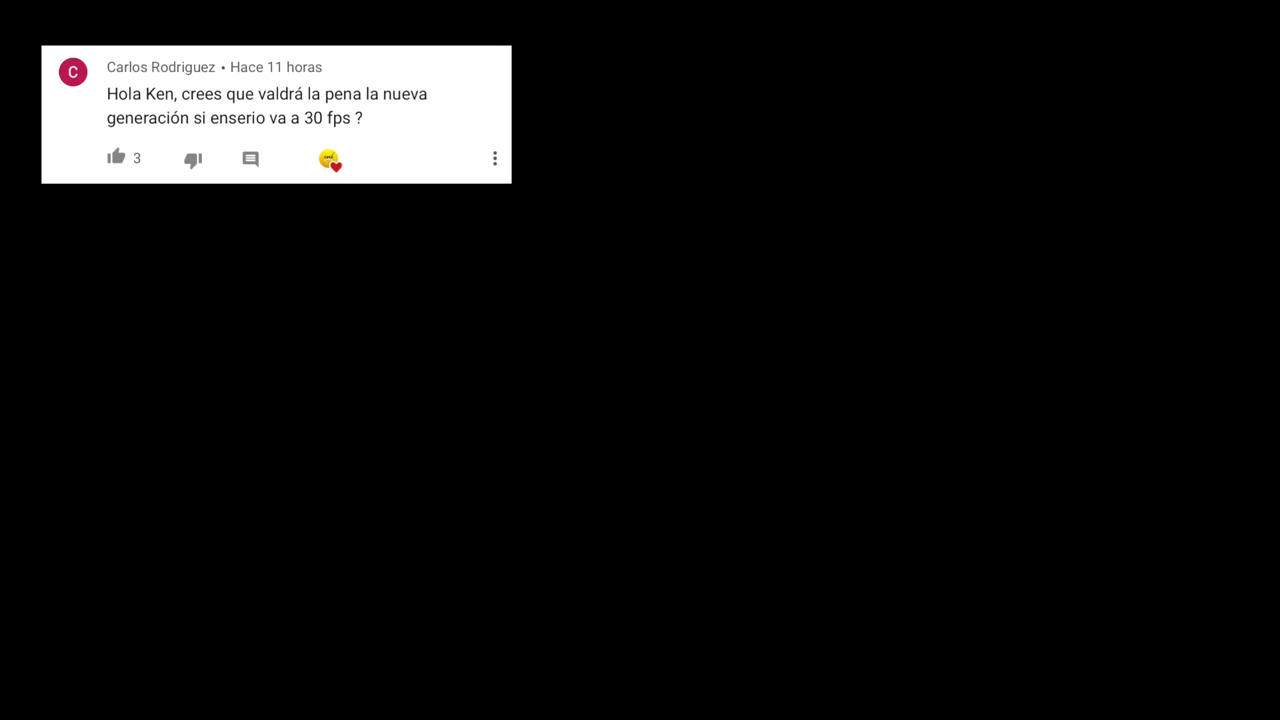 Carlos Rodriguez • Hace 11 horas
Hola Ken, crees que valdrá la pena la nueva
generación si enserio va a 30 fps ?
3
C